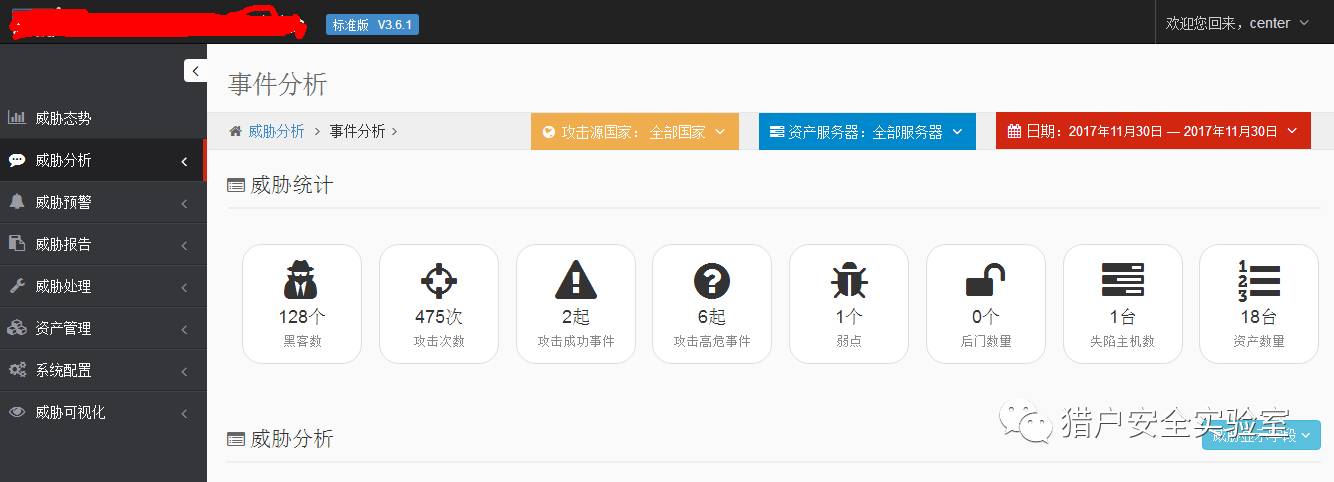 标准版 V3.6.1
欢迎您回来，center
事件分析
威胁态势
威胁分析
威胁预警
威胁报告
威胁处理
资产管理
系统配置
威胁可视化
威胁分析 > 事件分析 >
攻击源国家： 全部国家
资产服务器：全部服务器
日期：2017年11月30日 — 2017年11月30日
威胁统计
128个
黑客数
475次
攻击次数
2起
攻击成功事件
6起
攻击高危事件
1个
弱点
0个
后门数量
1台
失陷主机数
1
2
3
18台
资产数量
威胁分析
威胁显示字段
猎户安全实验室